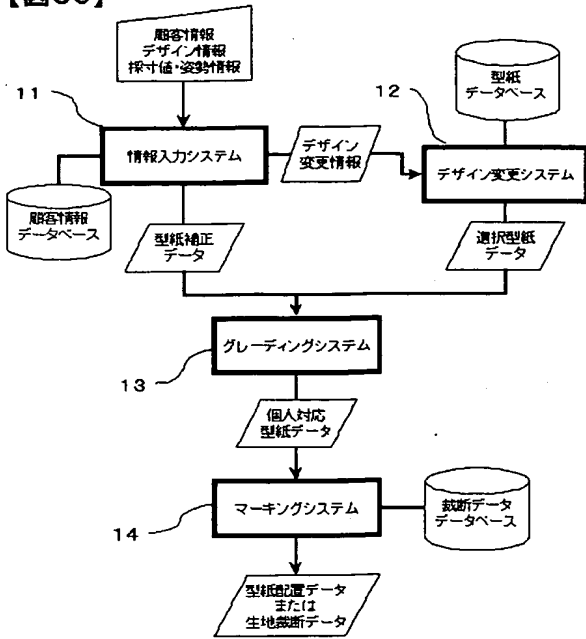 顧客情報
デザイン情報
採寸値・姿勢情報
11
情報入力システム
デザイン
変更情報
12
型紙
データベース
デザイン変更システム
顧客情報
データベース
型紙補正
データ
選択型紙
データ
グレーディングシステム
13
個人対応
型紙データ
マーキングシステム
14
裁断データ
データベース
型紙配置データ
または
生地裁断データ